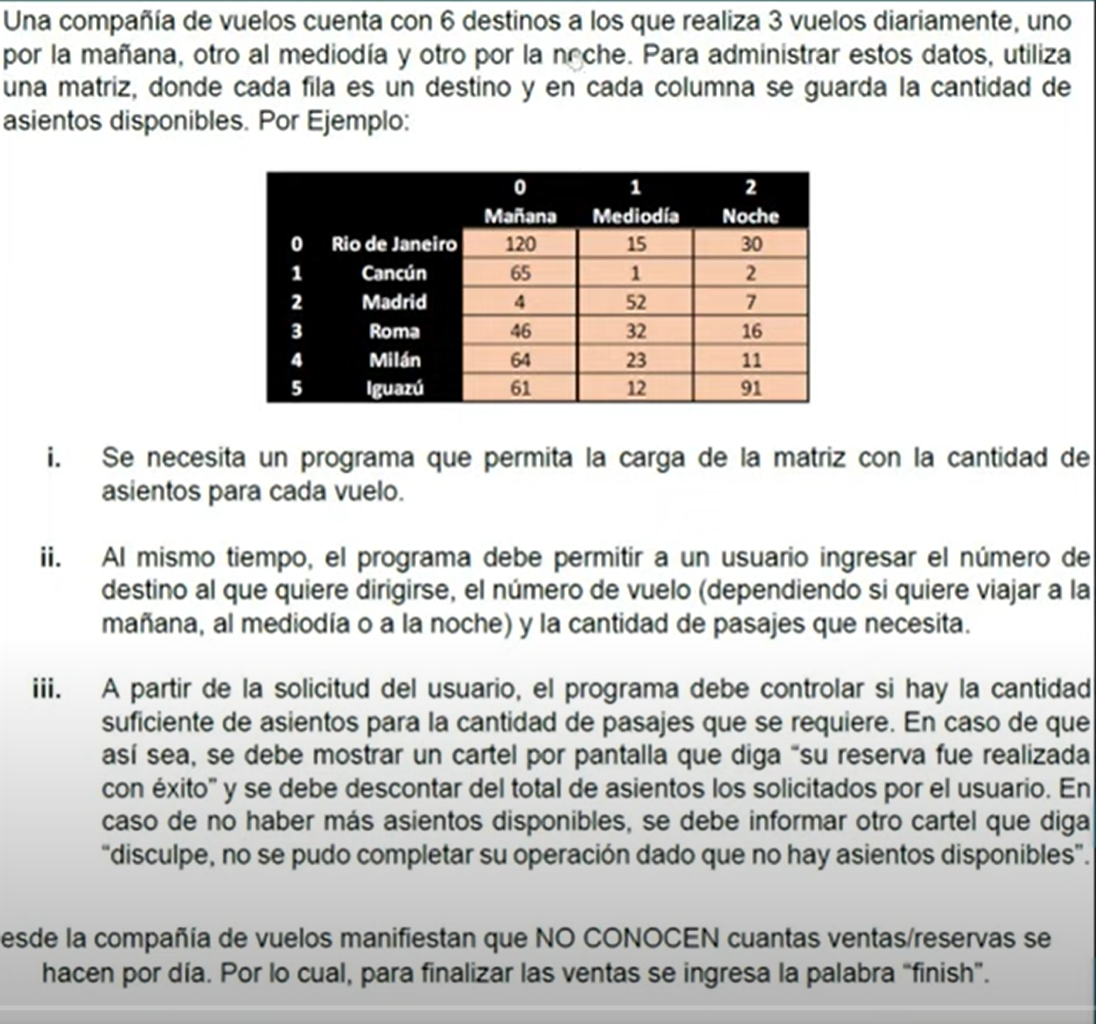 Una compañía de vuelos cuenta con 6 destinos a los que realiza 3 vuelos diariamente, uno
por la mañana, otro al mediodía y otro por la noche. Para administrar estos datos, utiliza
una matriz, donde cada fila es un destino y en cada columna se guarda la cantidad de
asientos disponibles. Por Ejemplo:
0 1 2
Mañana Mediodía Noche
0 Rio de Janeiro 120 15 30
1 Cancún 65 1 2
2 Madrid 4 52 7
3 Roma 46 32 16
4 Milán 64 23 11
5 Iguazú 61 12 91
i. Se necesita un programa que permita la carga de la matriz con la cantidad de
asientos para cada vuelo.
ii. Al mismo tiempo, el programa debe permitir a un usuario ingresar el número de
destino al que quiere dirigirse, el número de vuelo (dependiendo si quiere viajar a la
mañana, al mediodía o a la noche) y la cantidad de pasajes que necesita.
iii. A partir de la solicitud del usuario, el programa debe controlar si hay la cantidad
suficiente de asientos para la cantidad de pasajes que se requiere. En caso de que
así sea, se debe mostrar un cartel por pantalla que diga “su reserva fue realizada
con éxito” y se debe descontar del total de asientos los solicitados por el usuario. En
caso de no haber más asientos disponibles, se debe informar otro cartel que diga
“disculpe, no se pudo completar su operación dado que no hay asientos disponibles”.
esde la compañía de vuelos manifiestan que NO CONOCEN cuantas ventas/reservas se
hacen por día. Por lo cual, para finalizar las ventas se ingresa la palabra “finish”.